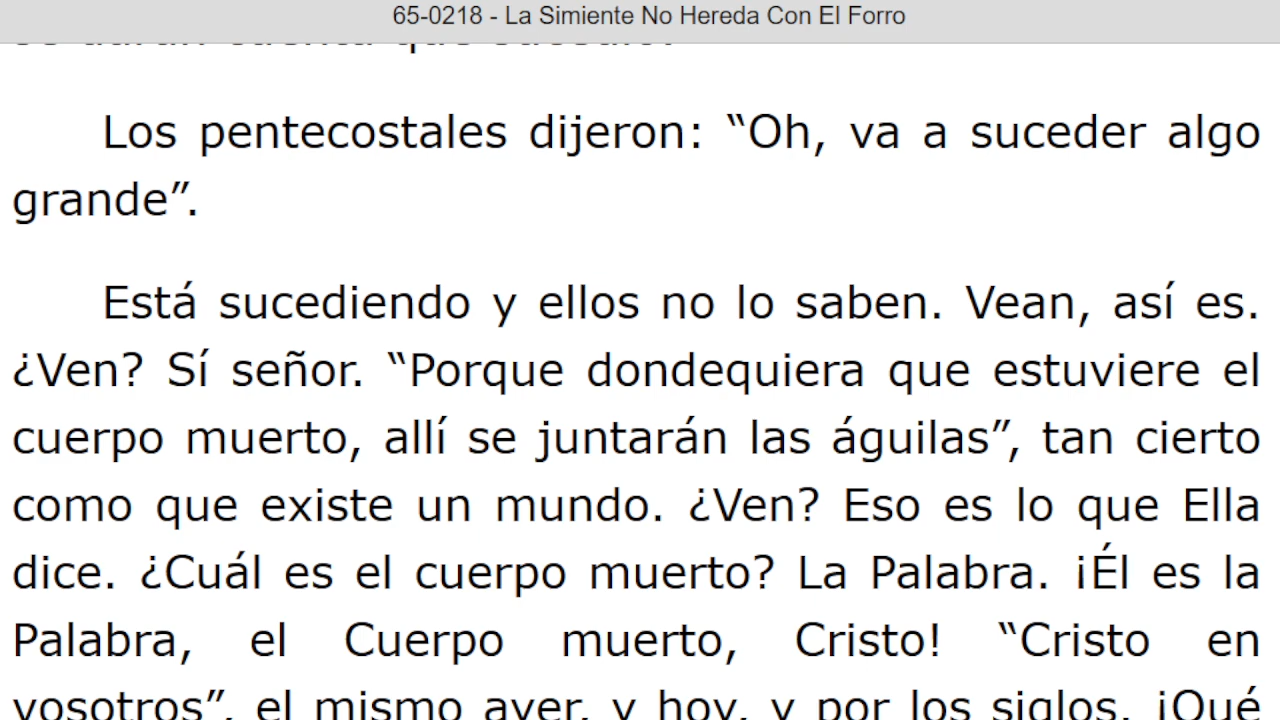 65-0218 - La Simiente No Hereda Con El Forro
Los pentecostales dijeron: “Oh, va a suceder algo
grande”.
Está sucediendo y ellos no lo saben. Vean, así es.
¿Ven? Sí señor. “Porque dondequiera que estuviere el
cuerpo muerto, allí se juntarán las águilas”, tan cierto
como que existe un mundo. ¿Ven? Eso es lo que Ella
dice. ¿Cuál es el cuerpo muerto? La Palabra. ¡Él es la
Palabra, el Cuerpo muerto, Cristo! “Cristo en
vosotros”, el mismo ayer, y hoy, y por los siglos. ¡Qué